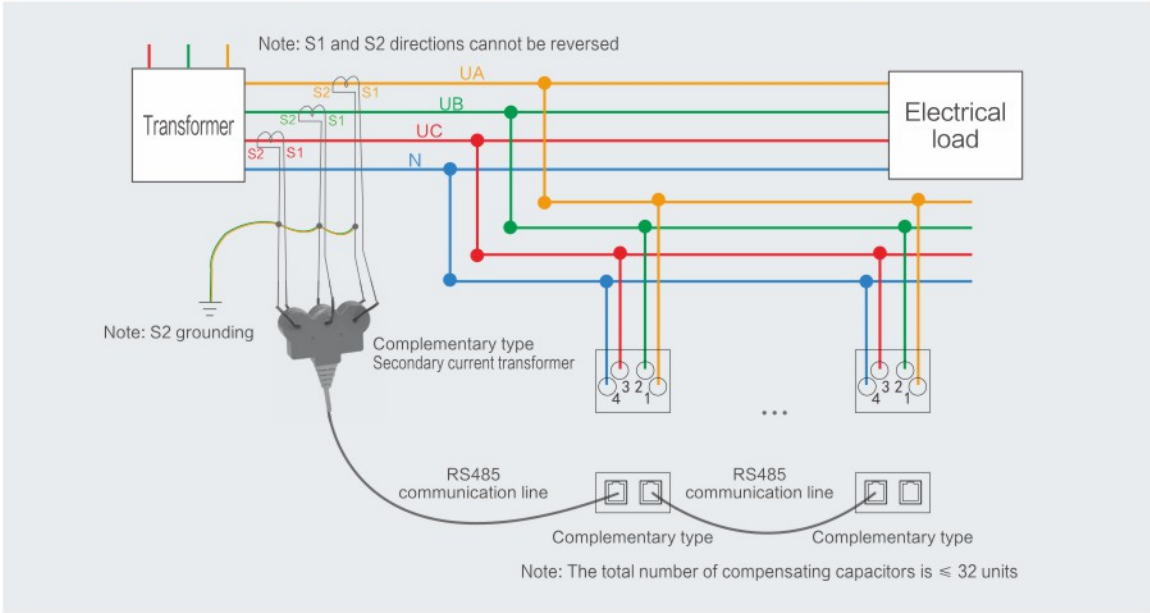 Note: S1 and S2 directions cannot be reversed
UA
S2 S1
UB
S2 S1
Transformer
Electrical
load
UC
S2 S1
N
Note: S2 grounding
Complementary type
Secondary current transformer
4 3 2 1
4 3 2 1
...
RS485
communication line
RS485
communication line
Complementary type
Complementary type
Note: The total number of compensating capacitors is ≤ 32 units